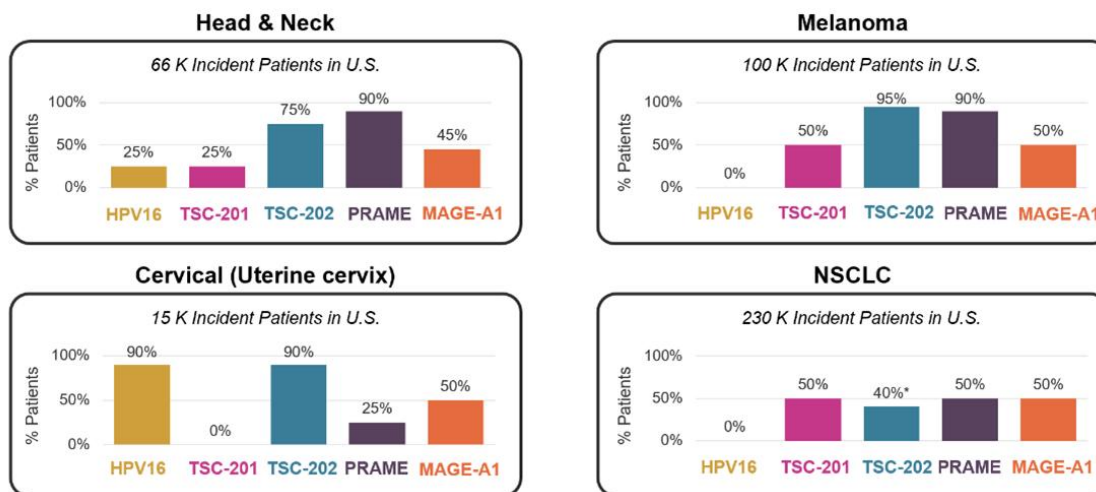 Head & Neck
66 K Incident Patients in U.S.
% Patients
100%
50%
0%
25%
25%
75%
90%
45%
HPV16 TSC-201 TSC-202 PRAME MAGE-A1
Melanoma
100 K Incident Patients in U.S.
% Patients
100%
50%
0%
0%
50%
95%
90%
50%
HPV16 TSC-201 TSC-202 PRAME MAGE-A1
Cervical (Uterine cervix)
15 K Incident Patients in U.S.
% Patients
100%
50%
0%
90%
0%
90%
25%
50%
HPV16 TSC-201 TSC-202 PRAME MAGE-A1
NSCLC
230 K Incident Patients in U.S.
% Patients
100%
50%
0%
0%
50%
40%*
50%
50%
HPV16 TSC-201 TSC-202 PRAME MAGE-A1